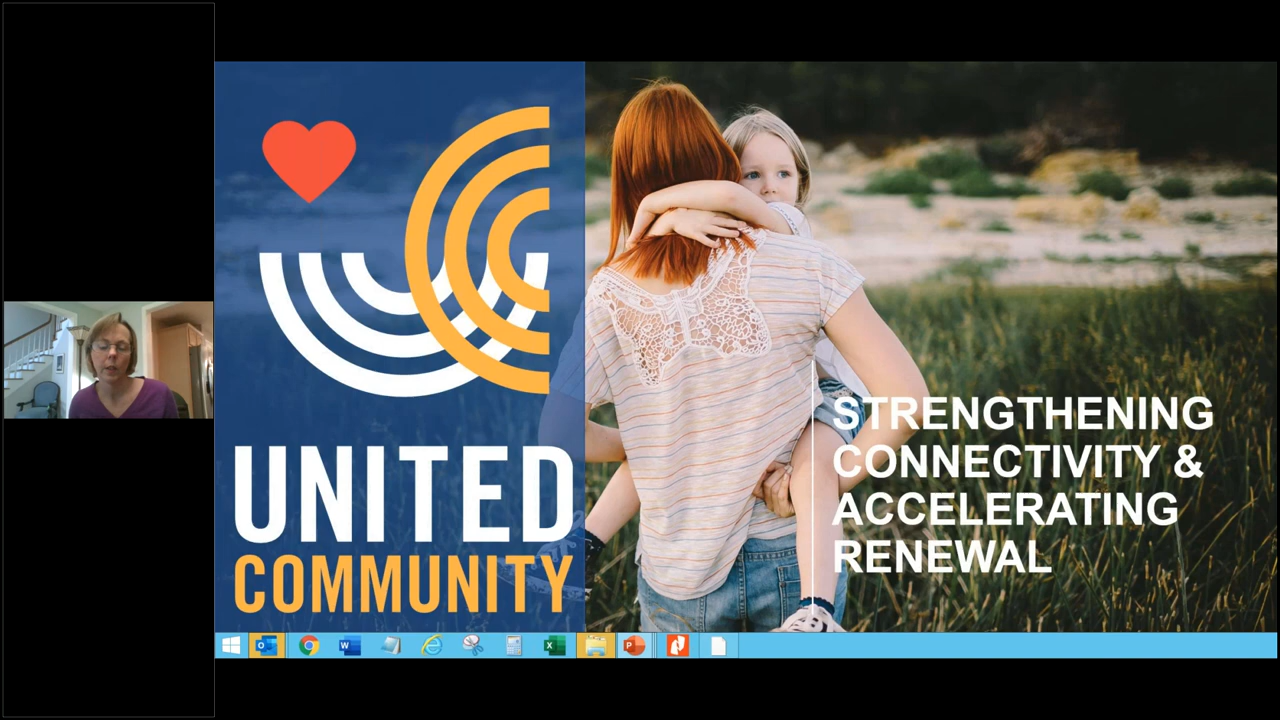 UNITED
COMMUNITY
STRENGTHENING
CONNECTIVITY &
ACCELERATING
RENEWAL